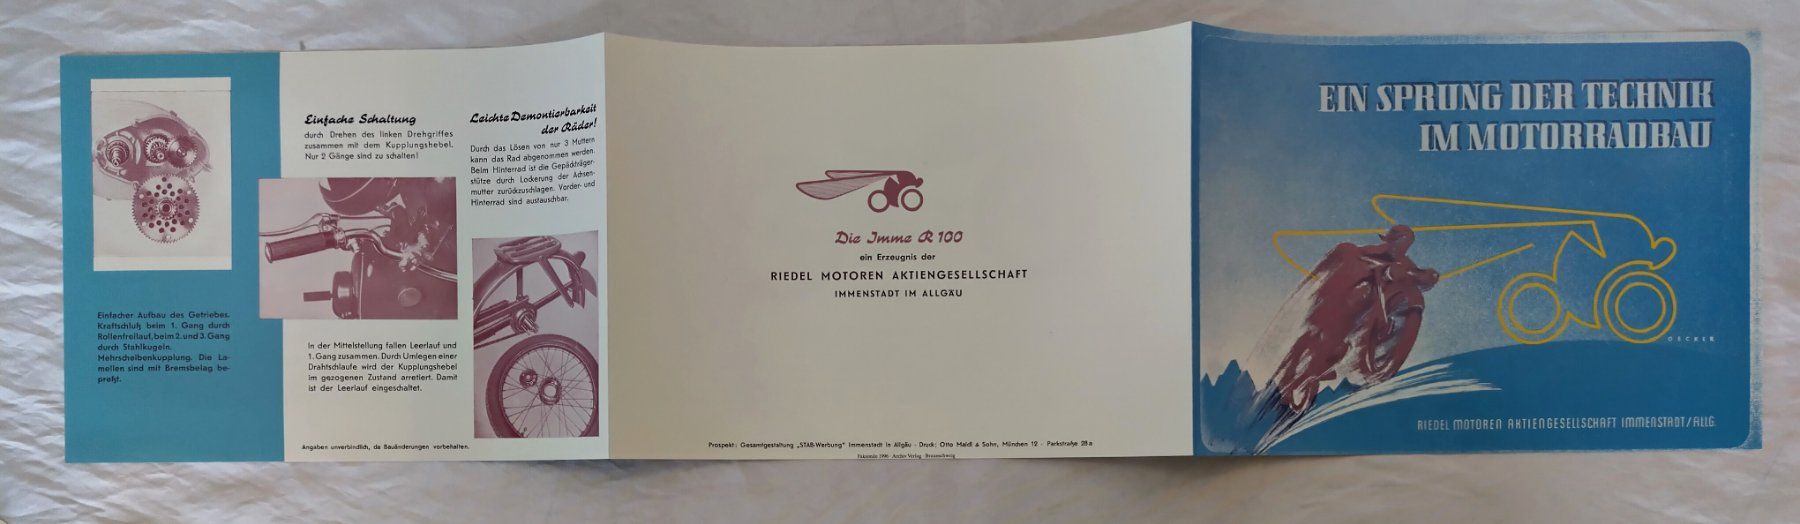 Einfache Schaltung
durch Drehen des linken Drehgriffes
zusammen mit dem Kupplungshebel.
Nur 2 Gänge sind zu schalten!
Leichte Demontierbarkeit
der Räder!
Durch das Lösen von nur 3 Muttern
kann das Rad abgenommen werden.
Beim Hinterrad ist die Gepäckträger-
stütze durch Lockerung der Achsen-
mutter zurückzuschlagen. Vorder- und
Hinterrad sind austauschbar.
Einfacher Aufbau des Getriebes.
Kraftschluß beim 1. Gang durch
Rollenfreilauf, beim 2. und 3. Gang
durch Stahlkugeln.
Mehrscheibenkupplung. Die La-
mellen sind mit Bremsbelag be-
preßt.
In der Mittelstellung fallen Leerlauf und
1. Gang zusammen. Durch Umlegen einer
Drahtschlaufe wird der Kupplungshebel
im gezogenen Zustand arretiert. Damit
ist der Leerlauf eingeschaltet.
Angaben unverbindlich, da Bauänderungen vorbehalten.
Die Imme R 100
ein Erzeugnis der
RIEDEL MOTOREN AKTIENGESELLSCHAFT
IMMENSTADT IM ALLGÄU
Prospekt: Gesamtgestaltung „STAB-Werbung" Immenstadt in Allgäu - Druck: Otto Maidl & Sohn, München 12 - Parkstraße 28a
Faksimile 1996 · Archiv Verlag · Braunschweig
EIN SPRUNG DER TECHNIK
IM MOTORRADBAU
OECKER
RIEDEL MOTOREN AKTIENGESELLSCHAFT IMMENSTADT/ALLG.